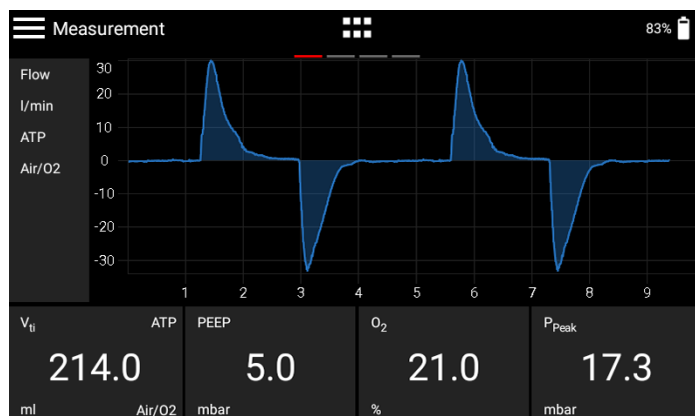 Measurement
83%
Flow
l/min
ATP
Air/O2
30
20
10
0
-10
-20
-30
1 2 3 4 5 6 7 8 9
Vti ATP
214.0
ml Air/O2
PEEP
5.0
mbar
O2
21.0
%
PPeak
17.3
mbar